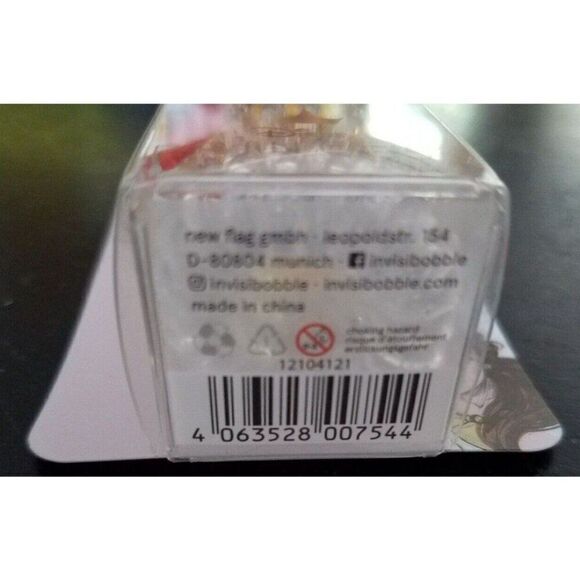 new flag gmbh · leopoldstr. 154
D-80804 munich · invisibobble
invisibobble · invisibobble.com
made in china
choking hazard
risque d'étouffement
erstickungsgefahr
12104121
4 063528 007544